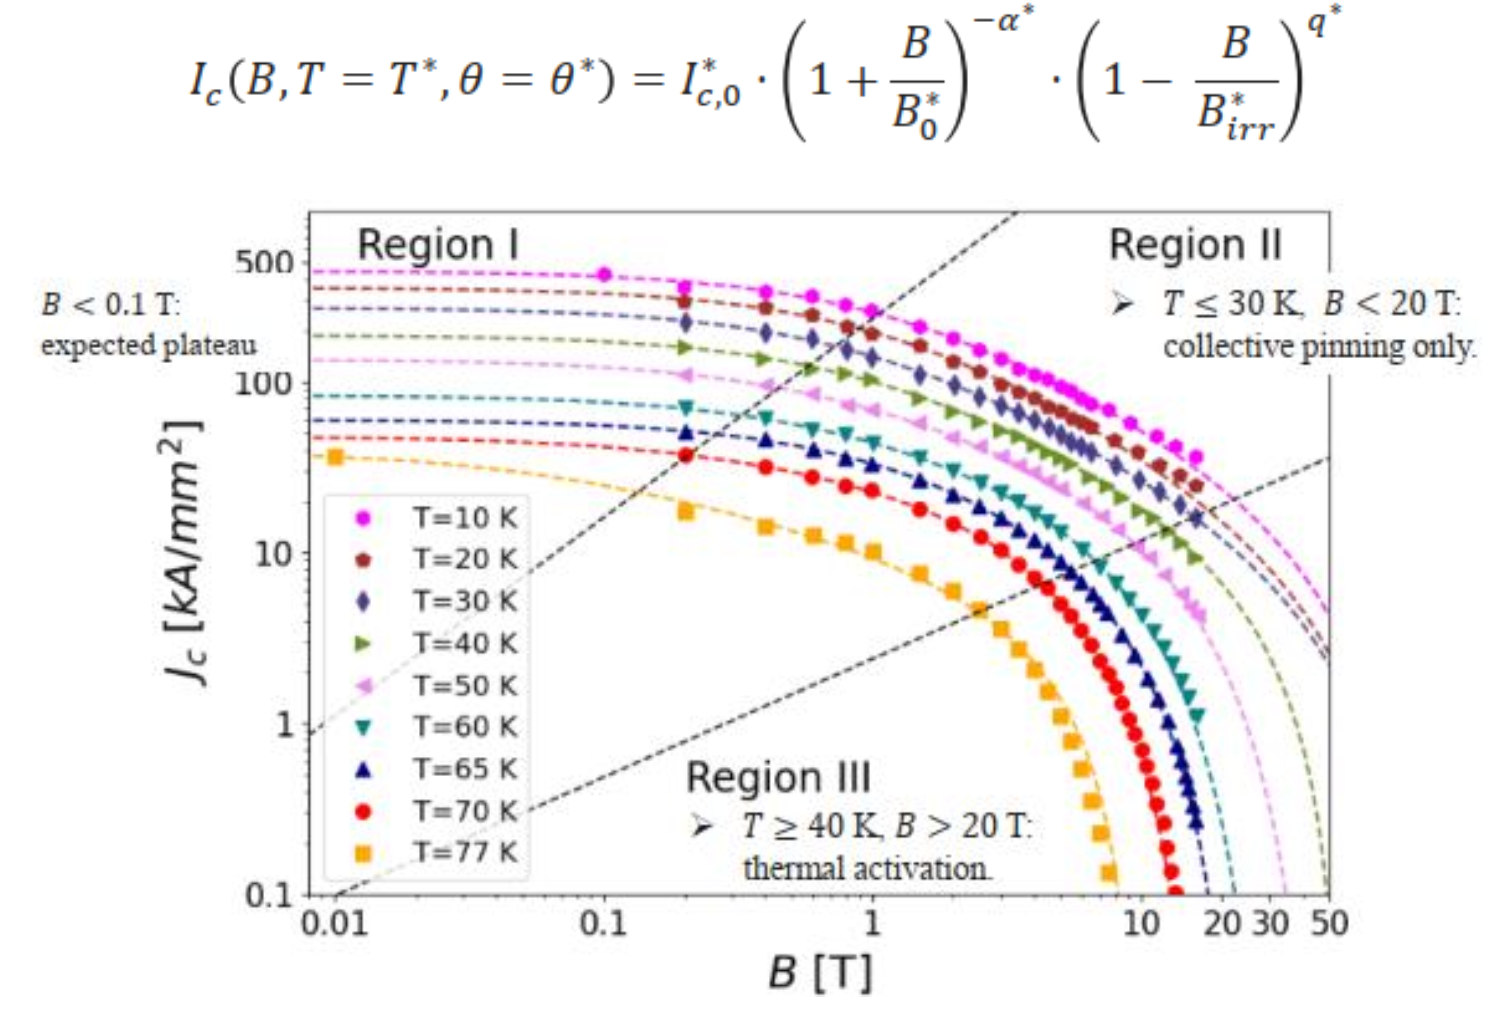 I_c(B, T = T*, θ = θ*) = I*_{c,0} · (1 + B/B*_0)^{-α*} · (1 - B/B*_{irr})^{q*}
Region I
Region II
B < 0.1 T:
expected plateau
➢ T ≤ 30 K, B < 20 T:
collective pinning only.
500
100
10
1
0.1
J_c [kA/mm²]
T=10 K
T=20 K
T=30 K
T=40 K
T=50 K
T=60 K
T=65 K
T=70 K
T=77 K
Region III
➢ T ≥ 40 K, B > 20 T:
thermal activation.
0.01 0.1 1 10 20 30 50
B [T]